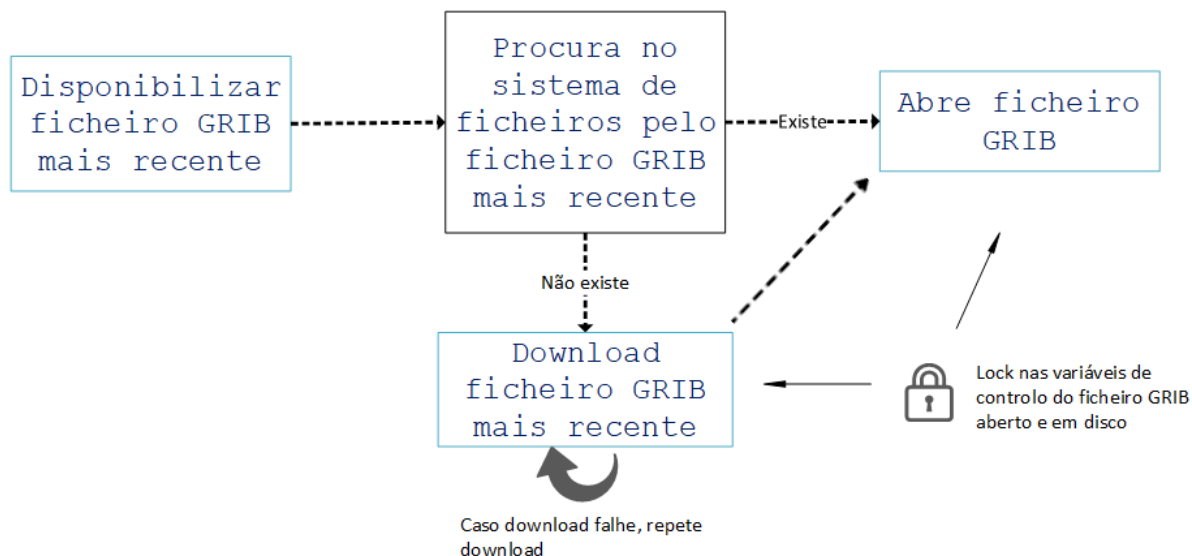 Disponibilizar
ficheiro GRIB
mais recente
Procura no
sistema de
ficheiros pelo
ficheiro GRIB
mais recente
Existe
Abre ficheiro
GRIB
Não existe
Download
ficheiro GRIB
mais recente
Lock nas variáveis de
controlo do ficheiro GRIB
aberto e em disco
Caso download falhe, repete
download